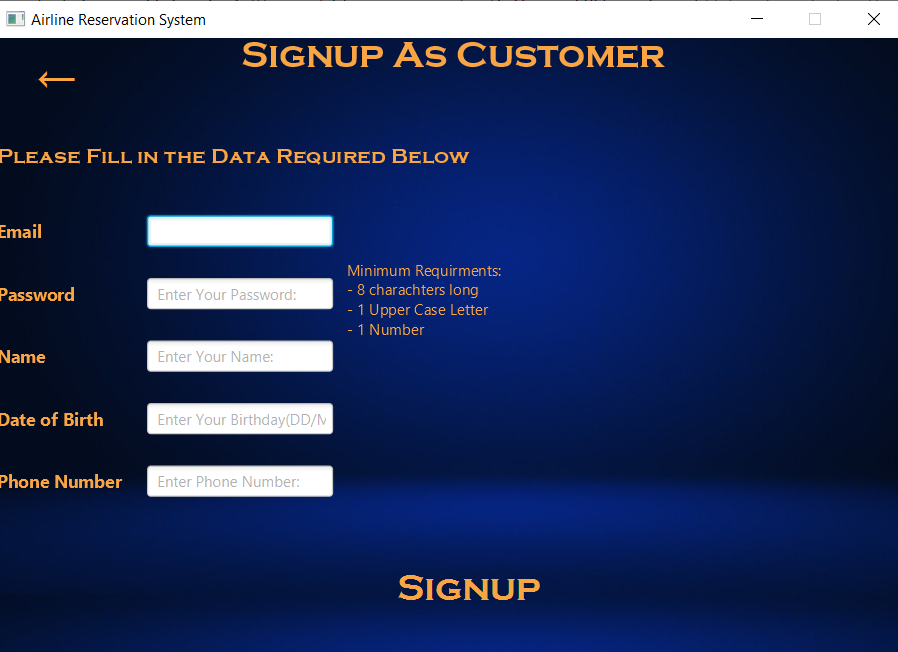 Airline Reservation System
Signup As Customer
←
Please Fill in the Data Required Below
Email
Password
Enter Your Password:
Minimum Requirments:
- 8 charachters long
- 1 Upper Case Letter
- 1 Number
Name
Enter Your Name:
Date of Birth
Enter Your Birthday(DD/M
Phone Number
Enter Phone Number:
Signup